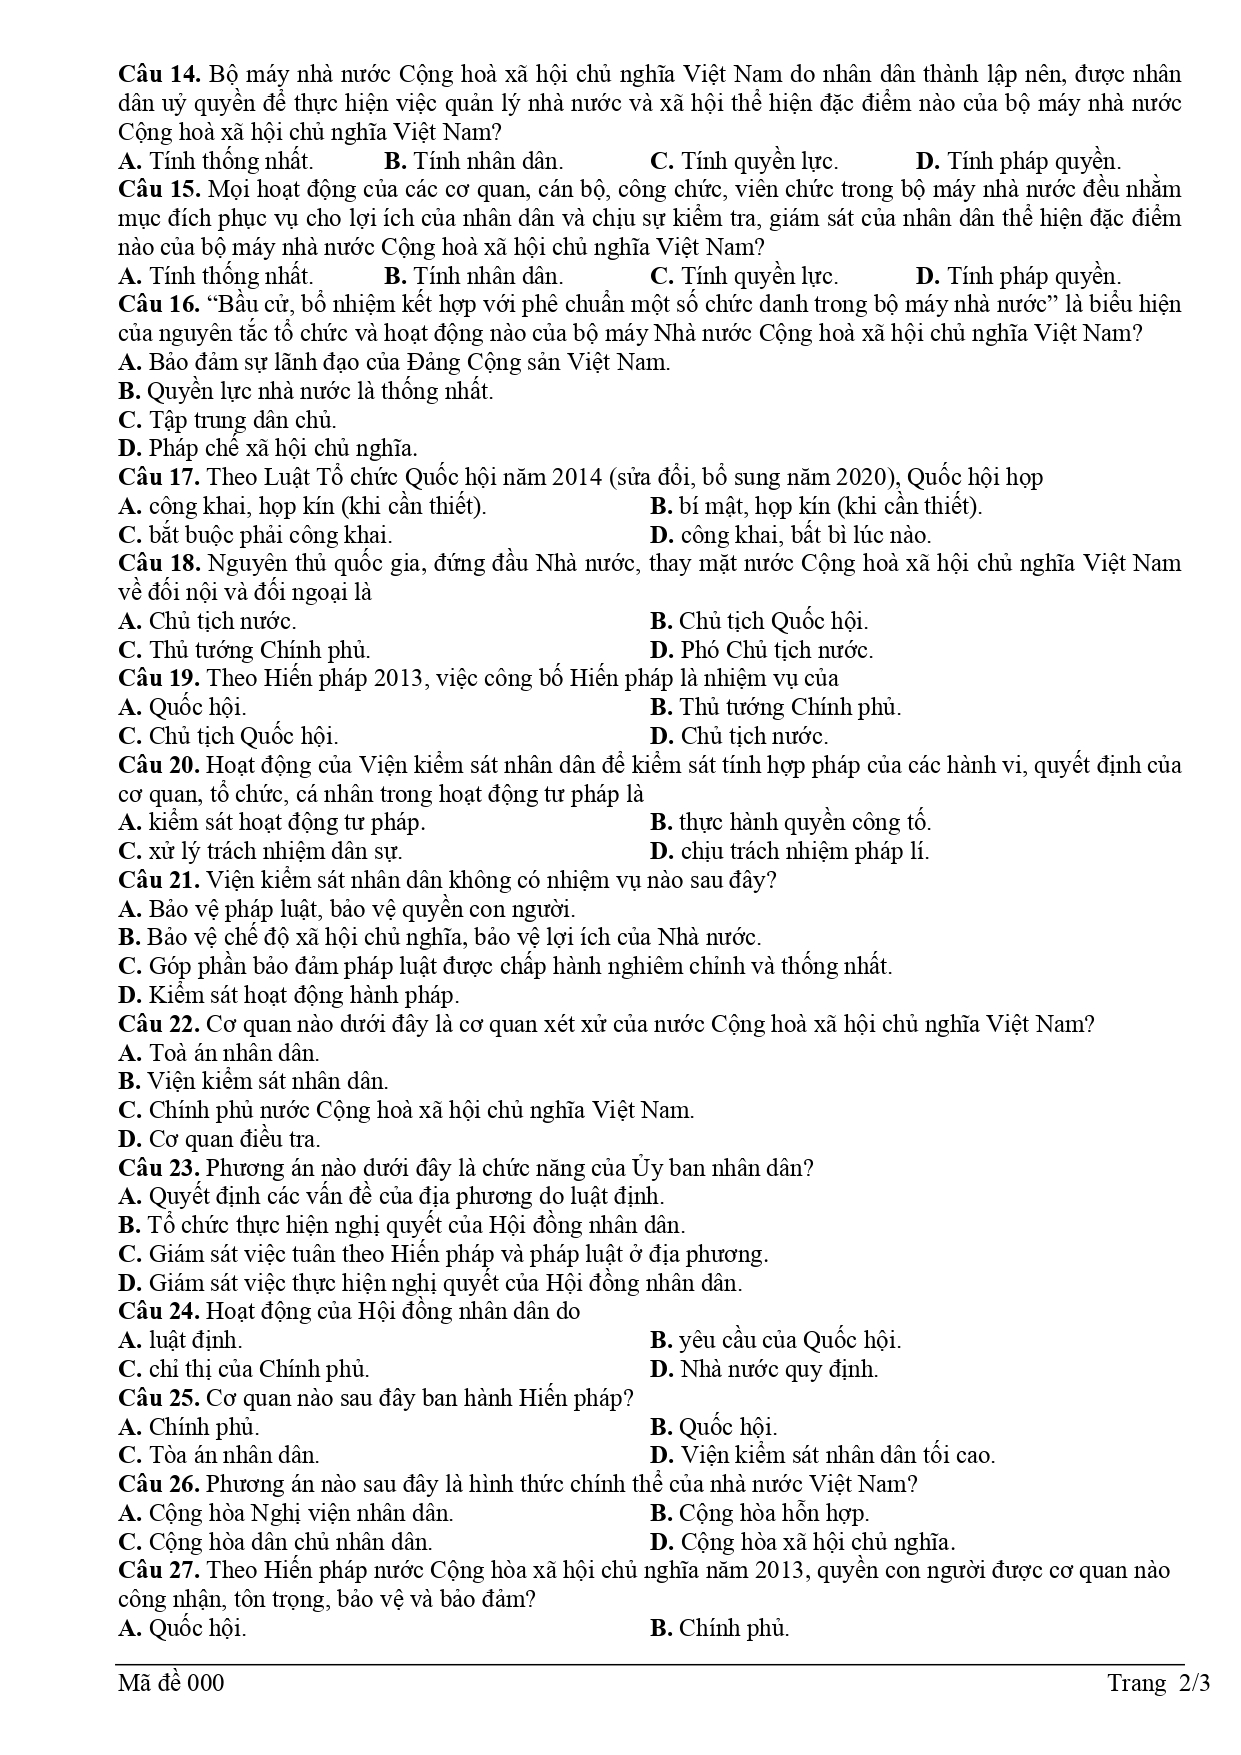 Câu 14. Bộ máy nhà nước Cộng hoà xã hội chủ nghĩa Việt Nam do nhân dân thành lập nên, được nhân
dân uỷ quyền để thực hiện việc quản lý nhà nước và xã hội thể hiện đặc điểm nào của bộ máy nhà nước
Cộng hoà xã hội chủ nghĩa Việt Nam?
A. Tính thống nhất. B. Tính nhân dân. C. Tính quyền lực. D. Tính pháp quyền.
Câu 15. Mọi hoạt động của các cơ quan, cán bộ, công chức, viên chức trong bộ máy nhà nước đều nhằm
mục đích phục vụ cho lợi ích của nhân dân và chịu sự kiểm tra, giám sát của nhân dân thể hiện đặc điểm
nào của bộ máy nhà nước Cộng hoà xã hội chủ nghĩa Việt Nam?
A. Tính thống nhất. B. Tính nhân dân. C. Tính quyền lực. D. Tính pháp quyền.
Câu 16. “Bầu cử, bổ nhiệm kết hợp với phê chuẩn một số chức danh trong bộ máy nhà nước” là biểu hiện
của nguyên tắc tổ chức và hoạt động nào của bộ máy Nhà nước Cộng hoà xã hội chủ nghĩa Việt Nam?
A. Bảo đảm sự lãnh đạo của Đảng Cộng sản Việt Nam.
B. Quyền lực nhà nước là thống nhất.
C. Tập trung dân chủ.
D. Pháp chế xã hội chủ nghĩa.
Câu 17. Theo Luật Tổ chức Quốc hội năm 2014 (sửa đổi, bổ sung năm 2020), Quốc hội họp
A. công khai, họp kín (khi cần thiết). B. bí mật, họp kín (khi cần thiết).
C. bắt buộc phải công khai. D. công khai, bất bì lúc nào.
Câu 18. Nguyên thủ quốc gia, đứng đầu Nhà nước, thay mặt nước Cộng hoà xã hội chủ nghĩa Việt Nam
về đối nội và đối ngoại là
A. Chủ tịch nước. B. Chủ tịch Quốc hội.
C. Thủ tướng Chính phủ. D. Phó Chủ tịch nước.
Câu 19. Theo Hiến pháp 2013, việc công bố Hiến pháp là nhiệm vụ của
A. Quốc hội. B. Thủ tướng Chính phủ.
C. Chủ tịch Quốc hội. D. Chủ tịch nước.
Câu 20. Hoạt động của Viện kiểm sát nhân dân để kiểm sát tính hợp pháp của các hành vi, quyết định của
cơ quan, tổ chức, cá nhân trong hoạt động tư pháp là
A. kiểm sát hoạt động tư pháp. B. thực hành quyền công tố.
C. xử lý trách nhiệm dân sự. D. chịu trách nhiệm pháp lí.
Câu 21. Viện kiểm sát nhân dân không có nhiệm vụ nào sau đây?
A. Bảo vệ pháp luật, bảo vệ quyền con người.
B. Bảo vệ chế độ xã hội chủ nghĩa, bảo vệ lợi ích của Nhà nước.
C. Góp phần bảo đảm pháp luật được chấp hành nghiêm chỉnh và thống nhất.
D. Kiểm sát hoạt động hành pháp.
Câu 22. Cơ quan nào dưới đây là cơ quan xét xử của nước Cộng hoà xã hội chủ nghĩa Việt Nam?
A. Toà án nhân dân.
B. Viện kiểm sát nhân dân.
C. Chính phủ nước Cộng hoà xã hội chủ nghĩa Việt Nam.
D. Cơ quan điều tra.
Câu 23. Phương án nào dưới đây là chức năng của Ủy ban nhân dân?
A. Quyết định các vấn đề của địa phương do luật định.
B. Tổ chức thực hiện nghị quyết của Hội đồng nhân dân.
C. Giám sát việc tuân theo Hiến pháp và pháp luật ở địa phương.
D. Giám sát việc thực hiện nghị quyết của Hội đồng nhân dân.
Câu 24. Hoạt động của Hội đồng nhân dân do
A. luật định. B. yêu cầu của Quốc hội.
C. chỉ thị của Chính phủ. D. Nhà nước quy định.
Câu 25. Cơ quan nào sau đây ban hành Hiến pháp?
A. Chính phủ. B. Quốc hội.
C. Tòa án nhân dân. D. Viện kiểm sát nhân dân tối cao.
Câu 26. Phương án nào sau đây là hình thức chính thể của nhà nước Việt Nam?
A. Cộng hòa Nghị viện nhân dân. B. Cộng hòa hỗn hợp.
C. Cộng hòa dân chủ nhân dân. D. Cộng hòa xã hội chủ nghĩa.
Câu 27. Theo Hiến pháp nước Cộng hòa xã hội chủ nghĩa năm 2013, quyền con người được cơ quan nào
công nhận, tôn trọng, bảo vệ và bảo đảm?
A. Quốc hội. B. Chính phủ.
Mã đề 000 Trang 2/3